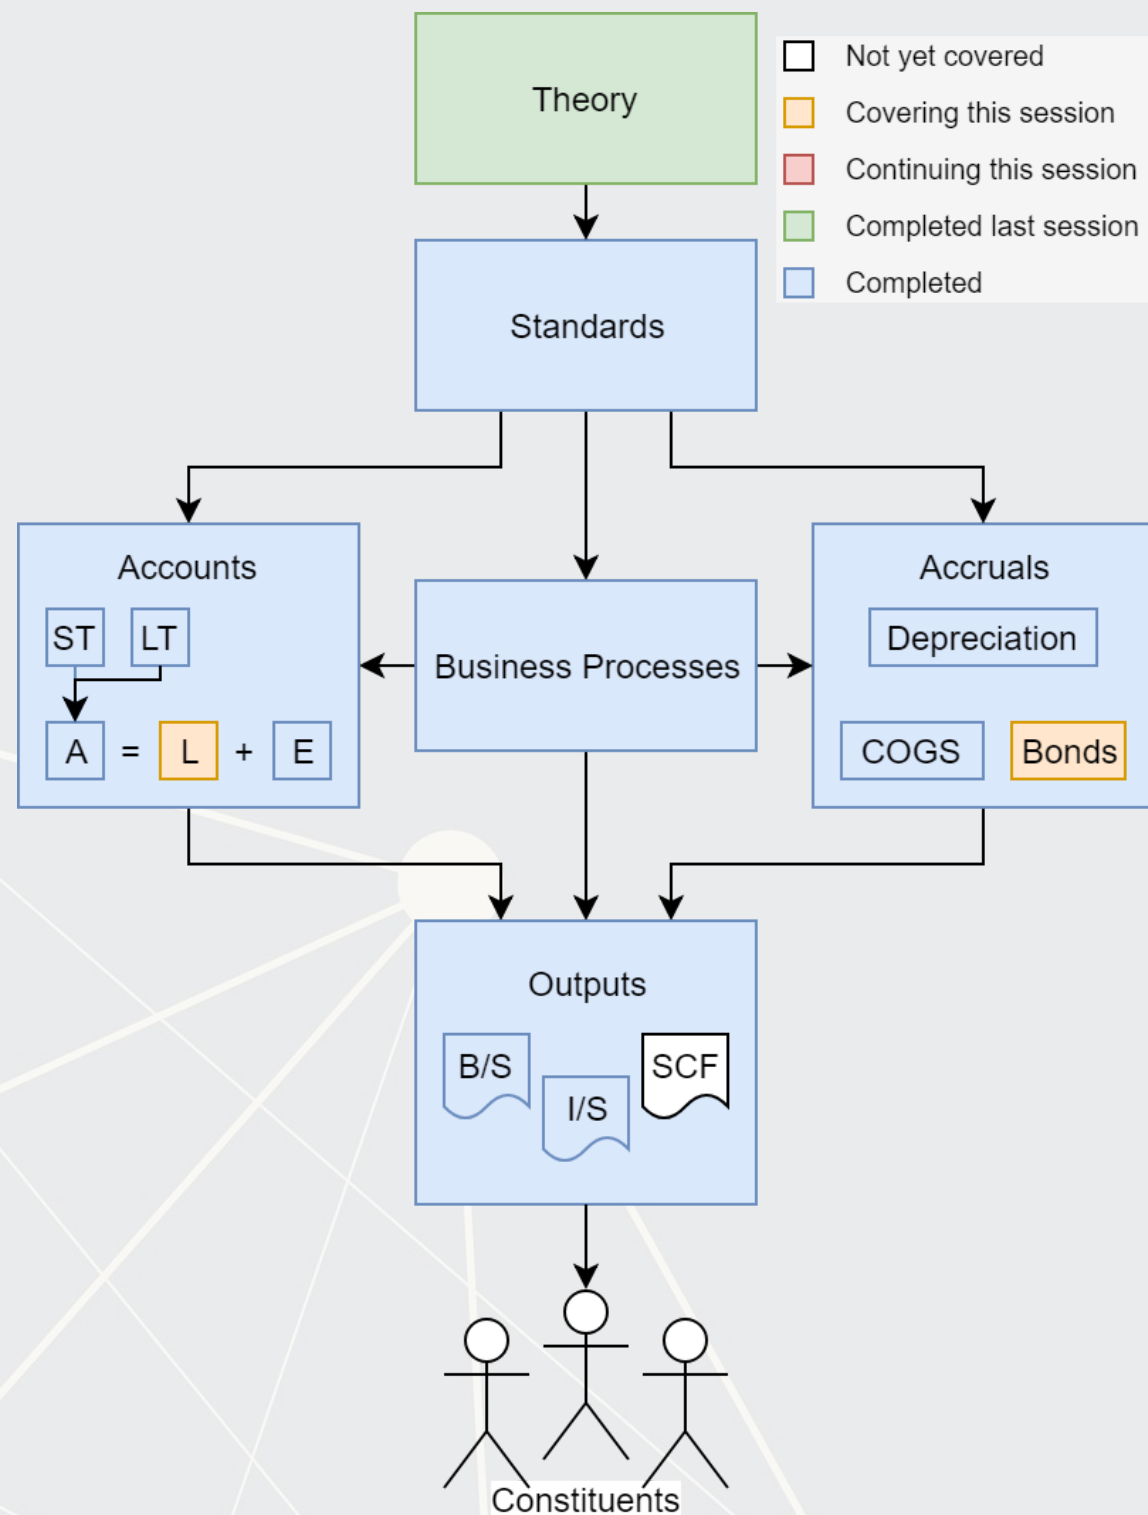 Theory
Not yet covered
Covering this session
Continuing this session
Completed last session
Completed
Standards
Accounts
ST LT
A = L + E
Business Processes
Accruals
Depreciation
COGS Bonds
Outputs
B/S
I/S
SCF
Constituents